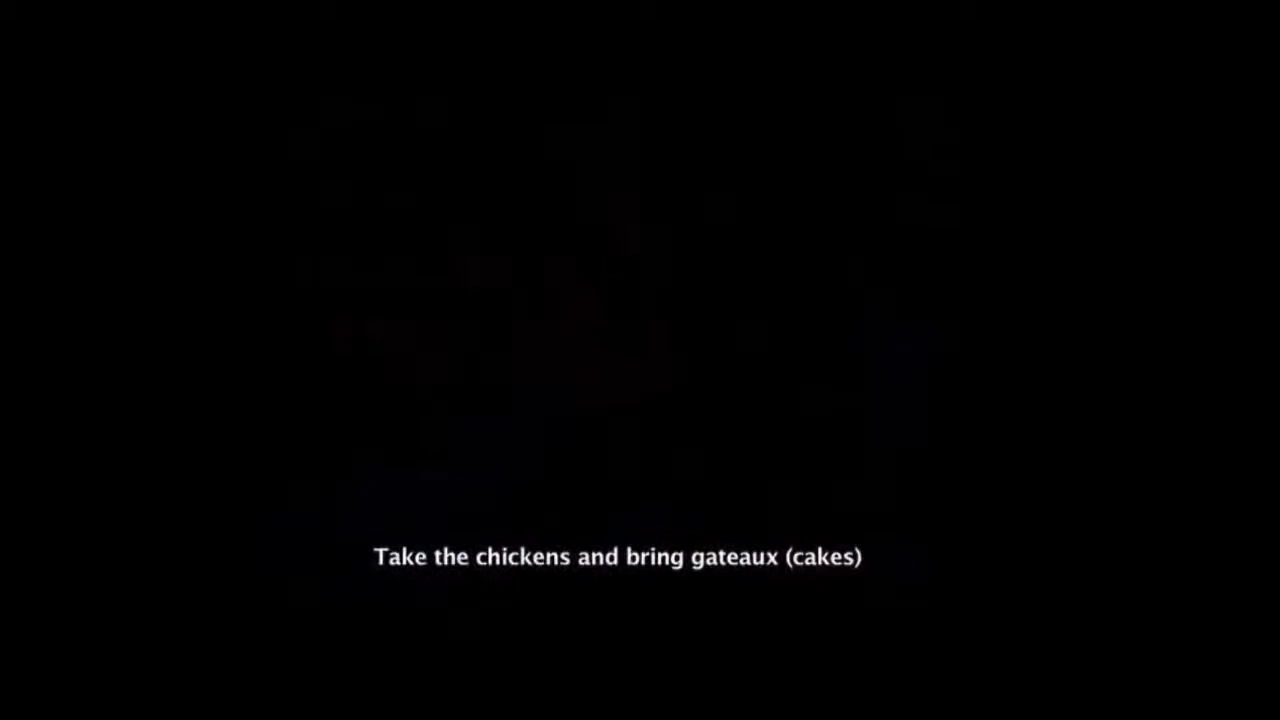 Take the chickens and bring gateaux (cakes)